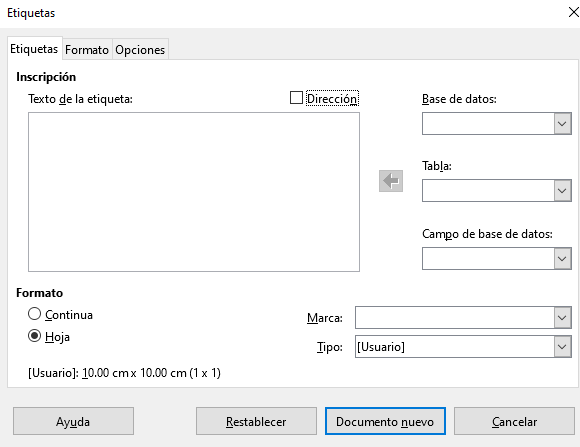 Etiquetas
Etiquetas Formato Opciones
Inscripción
Texto de la etiqueta: Dirección Base de datos:
Tabla:
Campo de base de datos:
Formato
Continua Marca:
Hoja Tipo: [Usuario]
[Usuario]: 10.00 cm x 10.00 cm (1 x 1)
Ayuda Restablecer Documento nuevo Cancelar